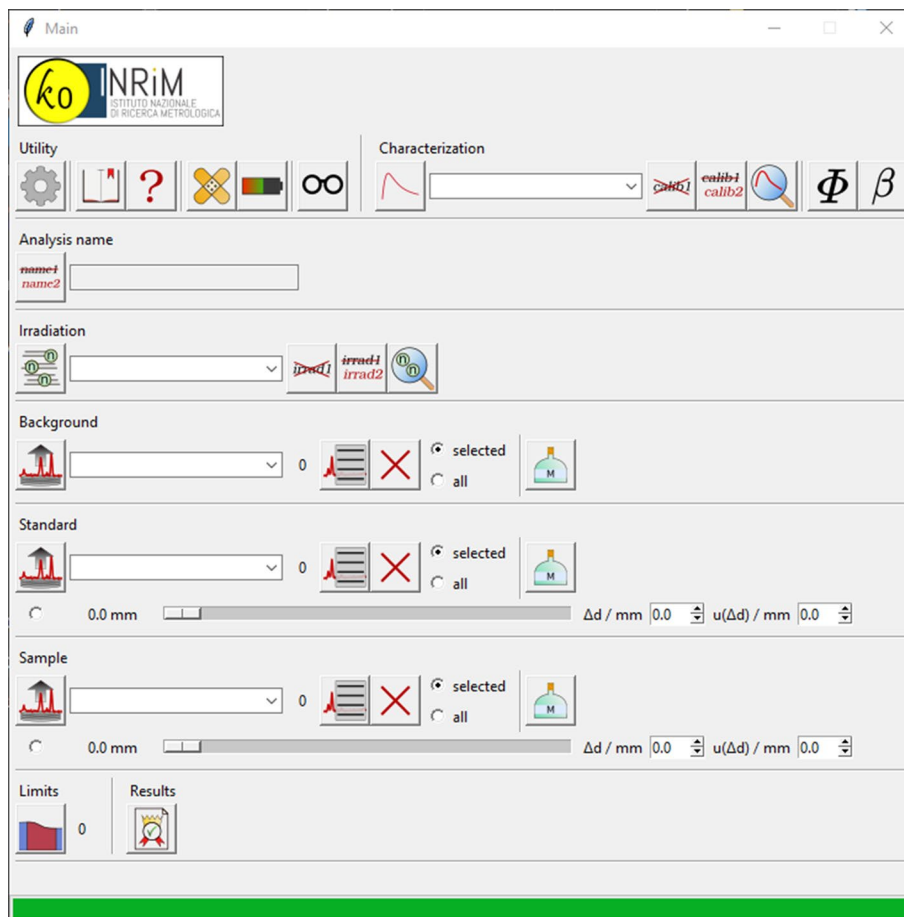 Main
k0 INRiM
ISTITUTO NAZIONALE
DI RICERCA METROLOGICA
Utility
Characterization
?
calib1
calib1
calib2
Φ
β
Analysis name
name1
name2
Irradiation
n
n
n
irrad1
irrad1
irrad2
n
n
Background
0
selected
all
M
Standard
0
selected
all
M
0.0 mm
Δd / mm 0.0 u(Δd) / mm 0.0
Sample
0
selected
all
M
0.0 mm
Δd / mm 0.0 u(Δd) / mm 0.0
Limits
Results
0